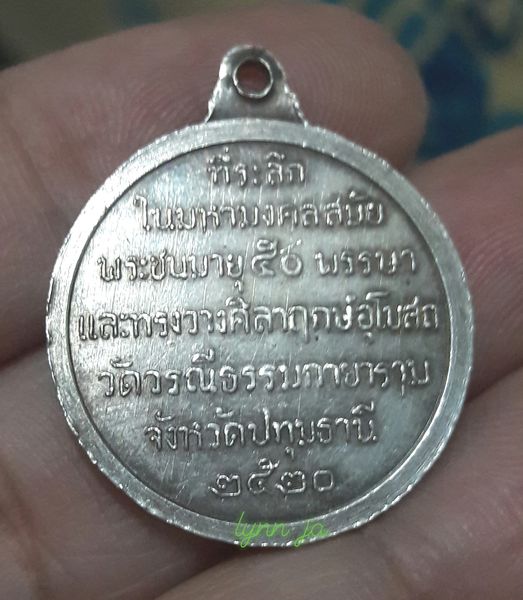 ที่ระลึก
ในมหามงคลสมัย
พระชนมายุ ๕๐ พรรษา
และทรงวางศิลาฤกษ์อุโบสถ
วัดวรณีธรรมกายาราม
จังหวัดปทุมธานี
๒๕๒๐
lynn ja